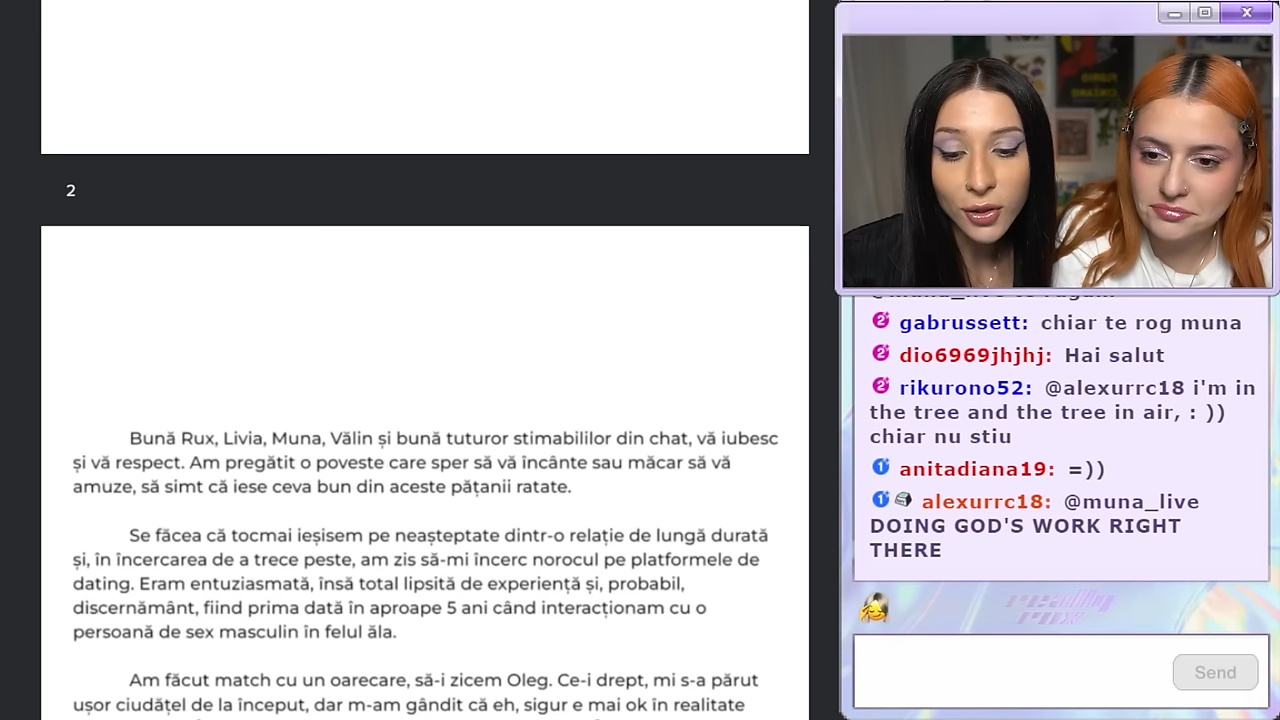 2
Bună Rux, Livia, Muna, Vălin și bună tuturor stimabililor din chat, vă iubesc
și vă respect. Am pregătit o poveste care sper să vă încânte sau măcar să vă
amuze, să simt că iese ceva bun din aceste pățanii ratate.
Se făcea că tocmai ieșisem pe neașteptate dintr-o relație de lungă durată
și, în încercarea de a trece peste, am zis să-mi încerc norocul pe platformele de
dating. Eram entuziasmată, însă total lipsită de experiență și, probabil,
discernământ, fiind prima dată în aproape 5 ani când interacționam cu o
persoană de sex masculin în felul ăla.
Am făcut match cu un oarecare, să-i zicem Oleg. Ce-i drept, mi s-a părut
ușor ciudățel de la început, dar m-am gândit că eh, sigur e mai ok în realitate
gabrussett: chiar te rog muna
dio6969jhjhj: Hai salut
rikurono52: @alexurrc18 i'm in
the tree and the tree in air, : ))
chiar nu stiu
anitadiana19: =))
alexurrc18: @muna_live
DOING GOD'S WORK RIGHT
THERE
really
rux
Send